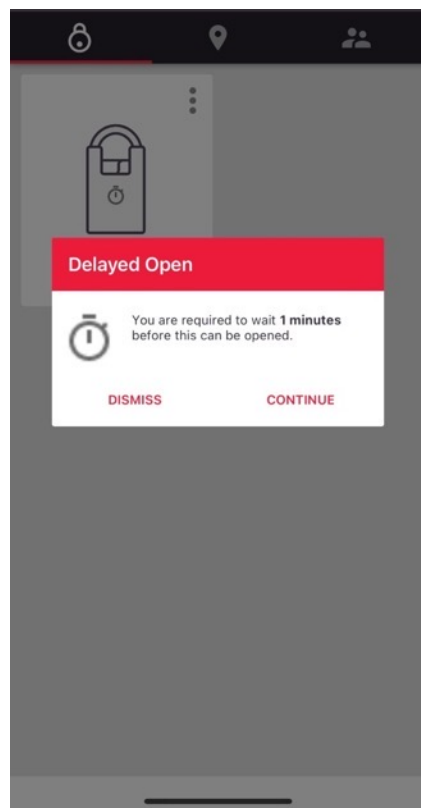 Delayed Open
You are required to wait 1 minutes
before this can be opened.
DISMISS CONTINUE